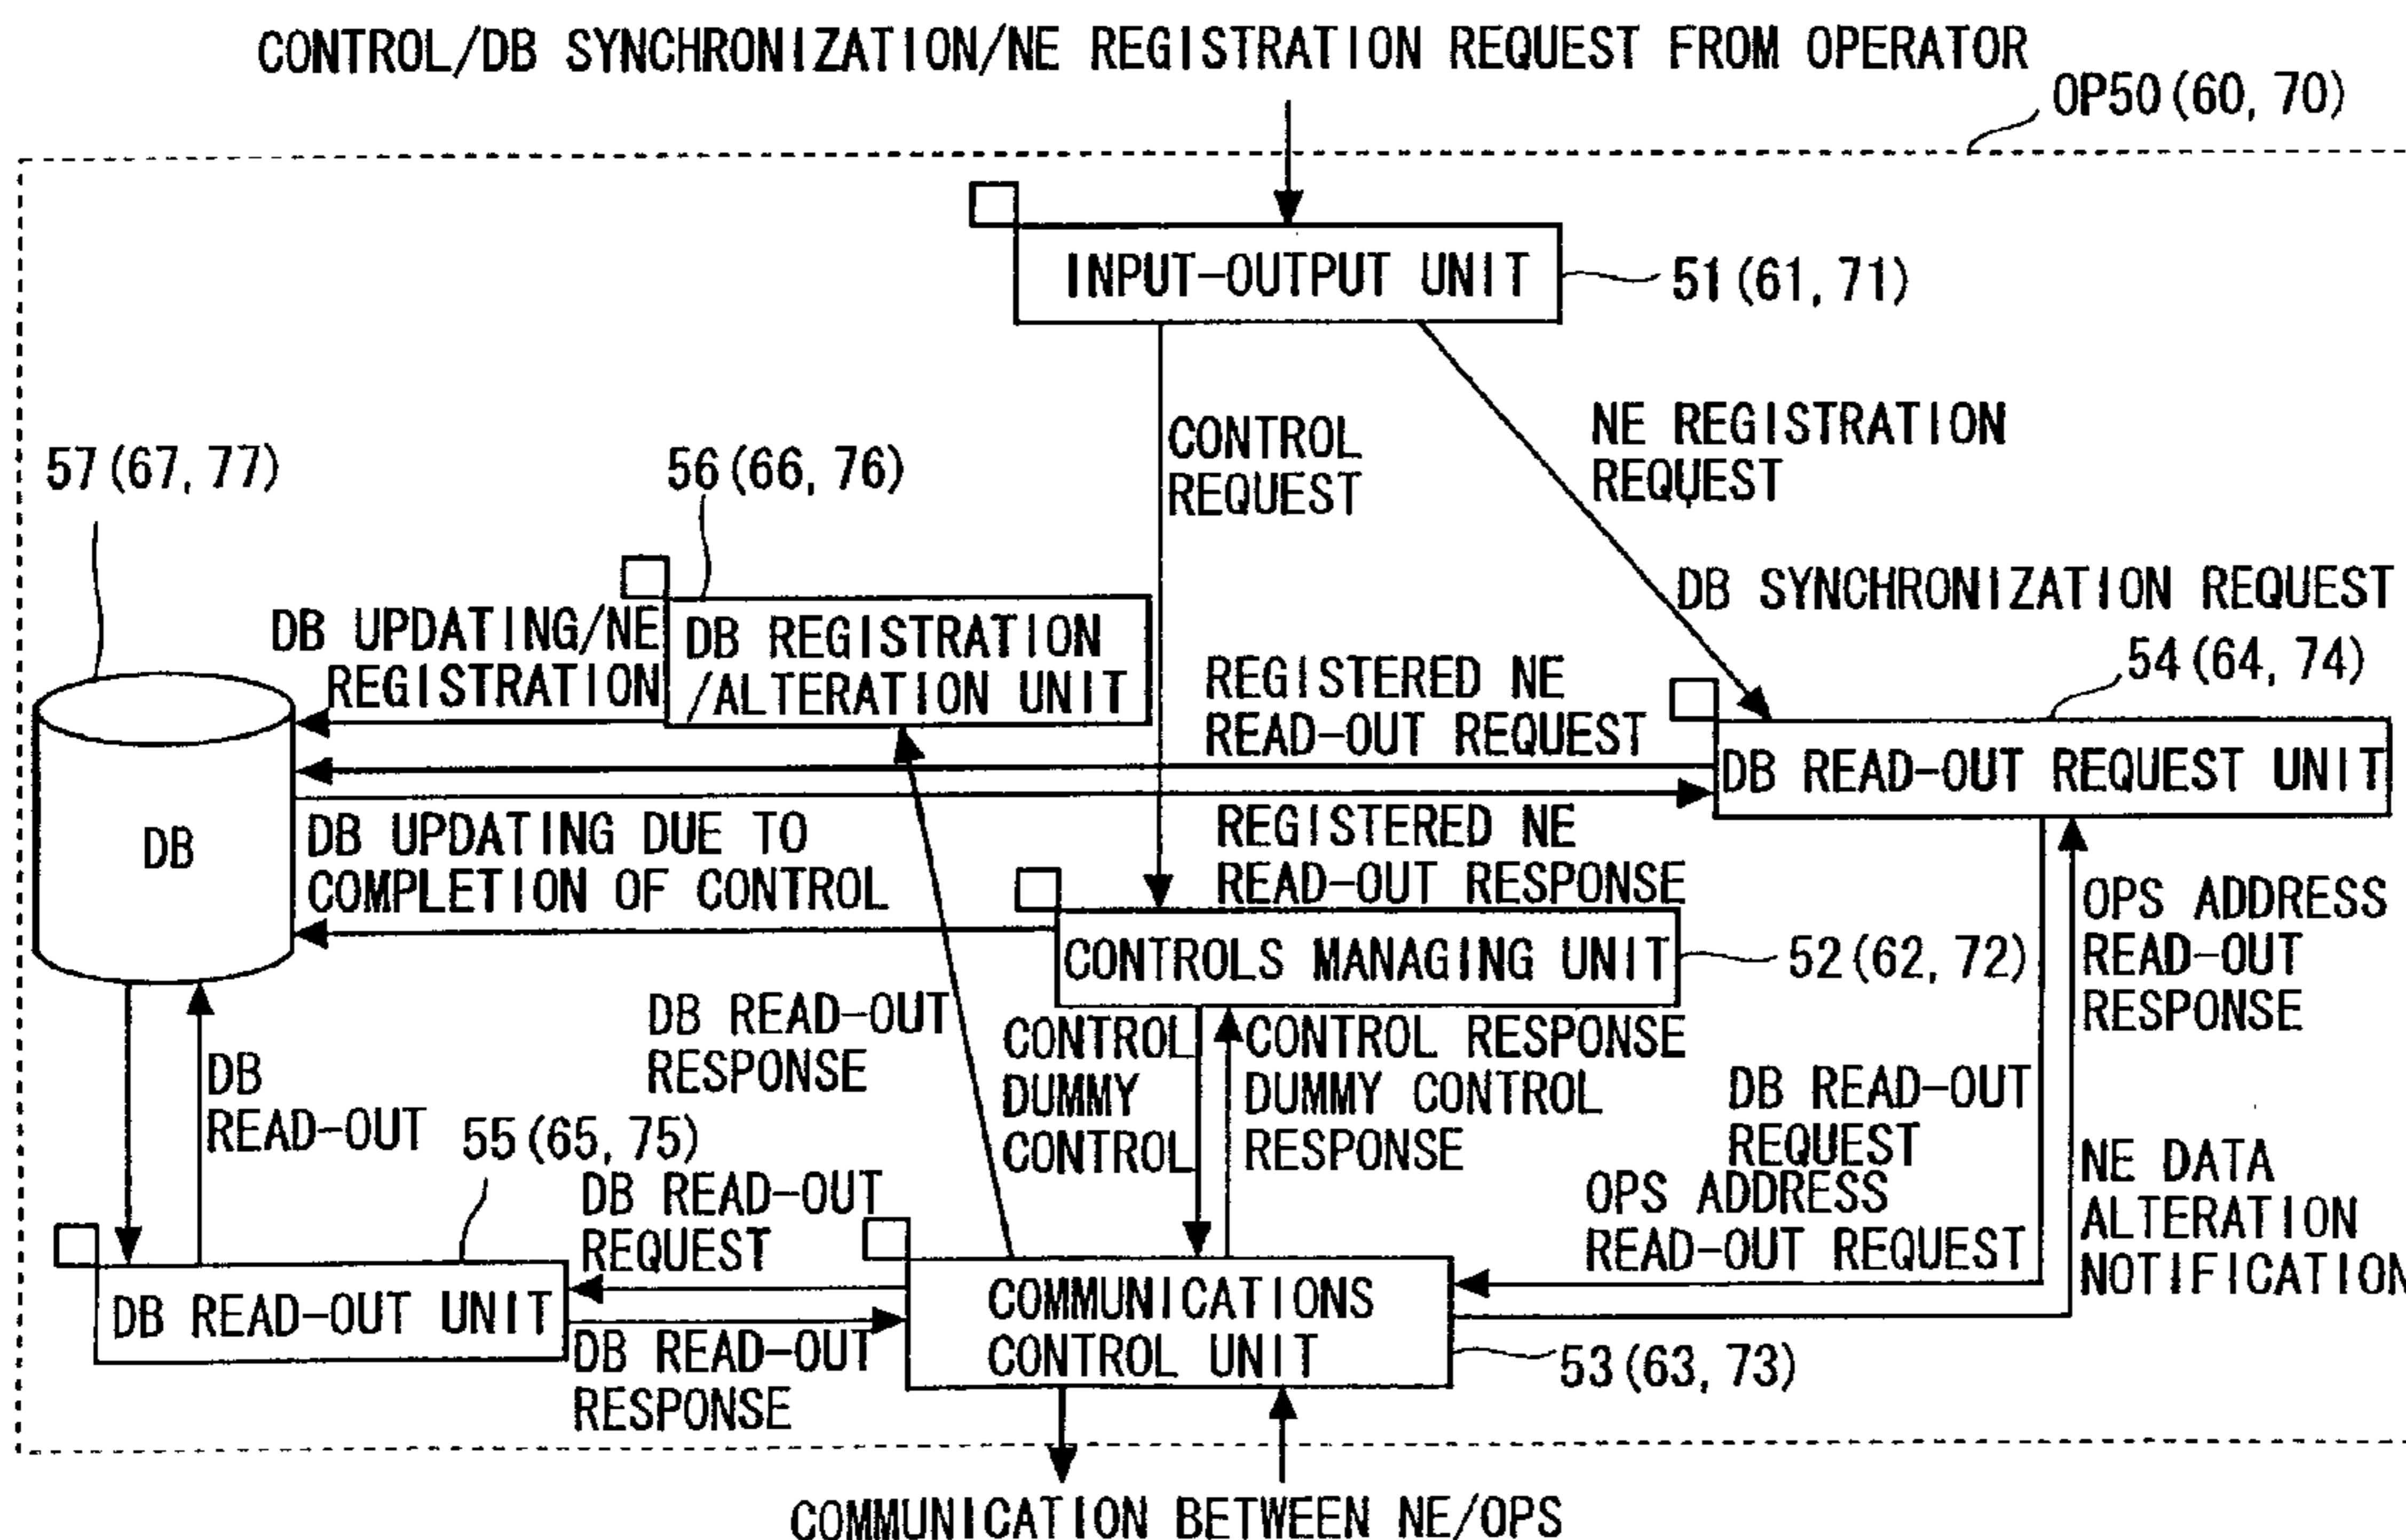 CONTROL/DB SYNCHRONIZATION/NE REGISTRATION REQUEST FROM OPERATOR
OP50(60, 70)
INPUT-OUTPUT UNIT
51(61, 71)
CONTROL
REQUEST
NE REGISTRATION
REQUEST
57(67, 77)
56(66, 76)
DB SYNCHRONIZATION REQUEST
DB UPDATING/NE
REGISTRATION
DB REGISTRATION
/ALTERATION UNIT
REGISTERED NE
READ-OUT REQUEST
54(64, 74)
DB READ-OUT REQUEST UNIT
DB
DB UPDATING DUE TO
COMPLETION OF CONTROL
REGISTERED NE
READ-OUT RESPONSE
CONTROLS MANAGING UNIT
52(62, 72)
OPS ADDRESS
READ-OUT
RESPONSE
DB READ-OUT
RESPONSE
CONTROL
DUMMY
CONTROL
CONTROL RESPONSE
DUMMY CONTROL
RESPONSE
DB
READ-OUT
55(65, 75)
DB READ-OUT
REQUEST
DB READ-OUT
REQUEST
OPS ADDRESS
READ-OUT REQUEST
NE DATA
ALTERATION
NOTIFICATION
DB READ-OUT UNIT
DB READ-OUT
RESPONSE
COMMUNICATIONS
CONTROL UNIT
53(63, 73)
COMMUNICATION BETWEEN NE/OPS